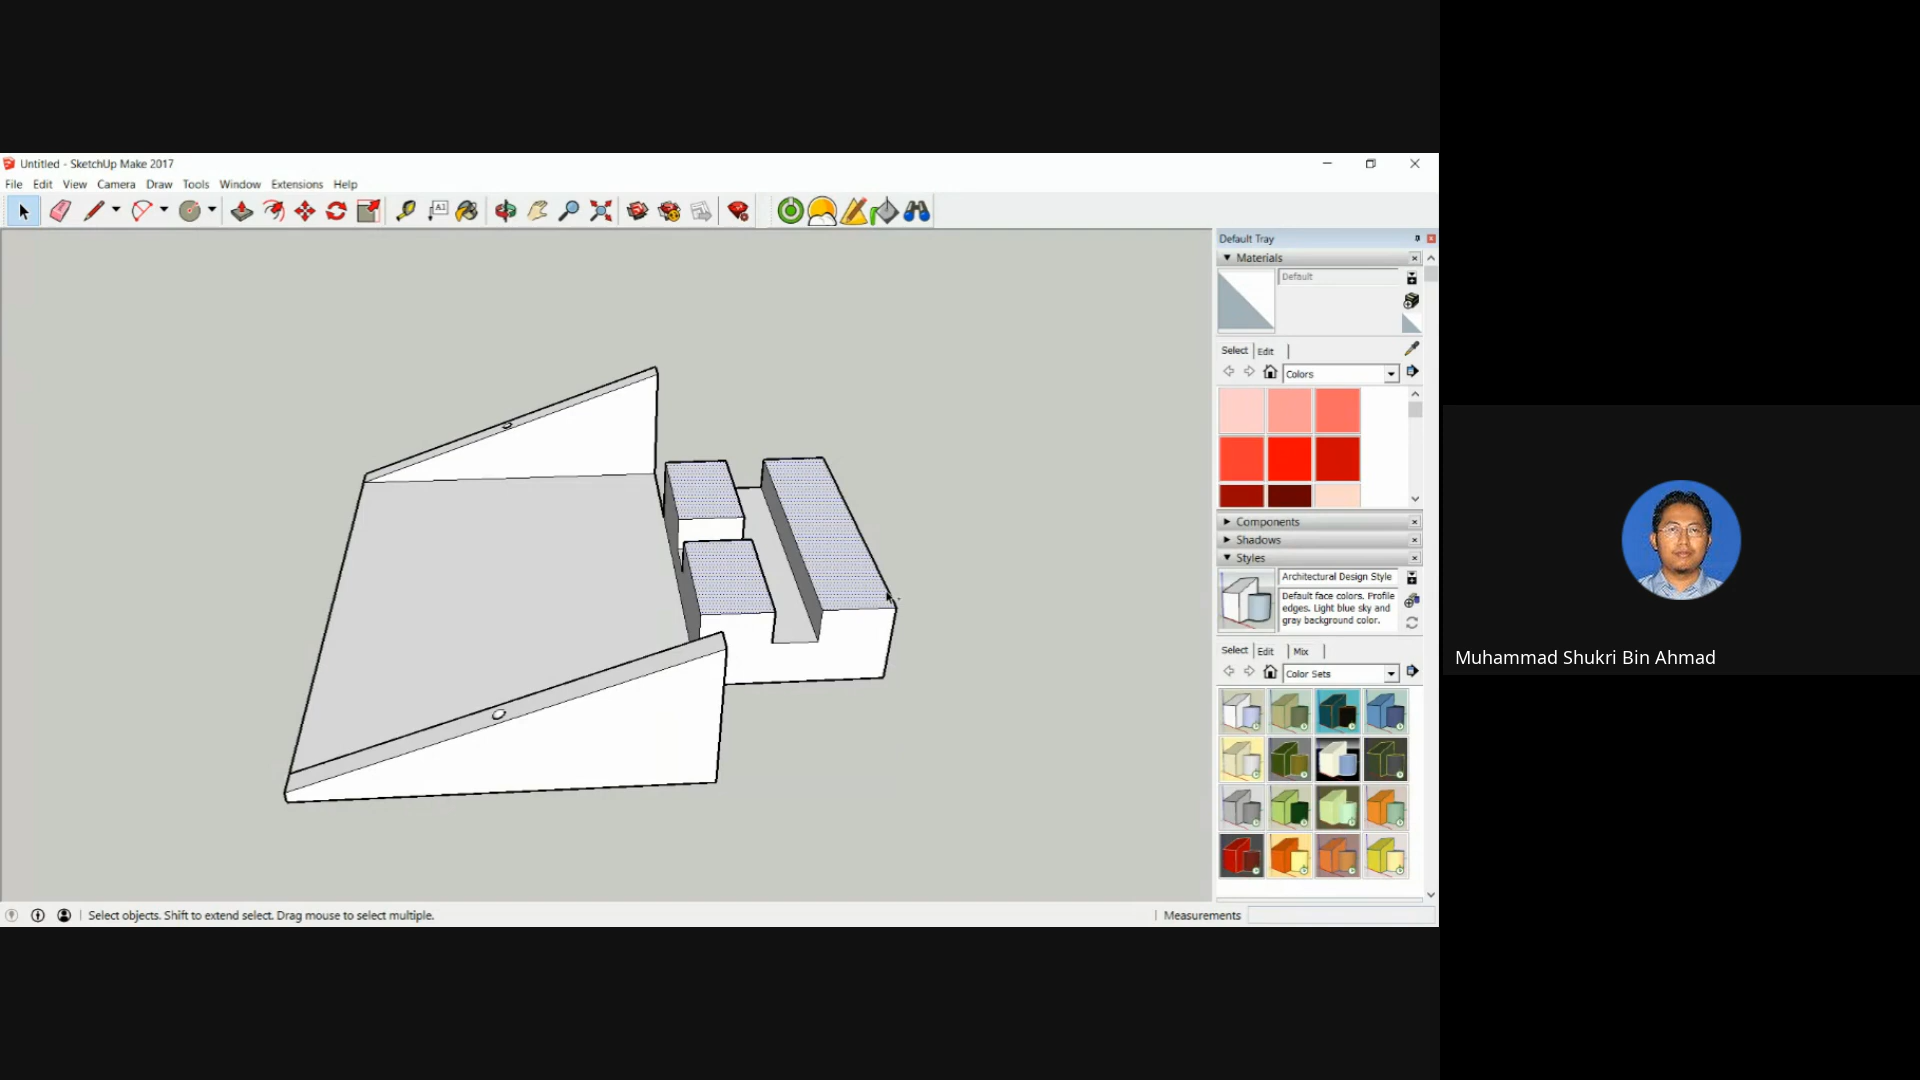 Untitled - SketchUp Make 2017
File Edit View Camera Draw Tools Window Extensions Help
A1
Default Tray
Materials
Default
Select Edit
Colors
Components
Shadows
Styles
Architectural Design Style
Default face colors. Profile
edges. Light blue sky and
gray background color.
Select Edit Mix
Color Sets
Select objects. Shift to extend select. Drag mouse to select multiple.
Measurements
Muhammad Shukri Bin Ahmad